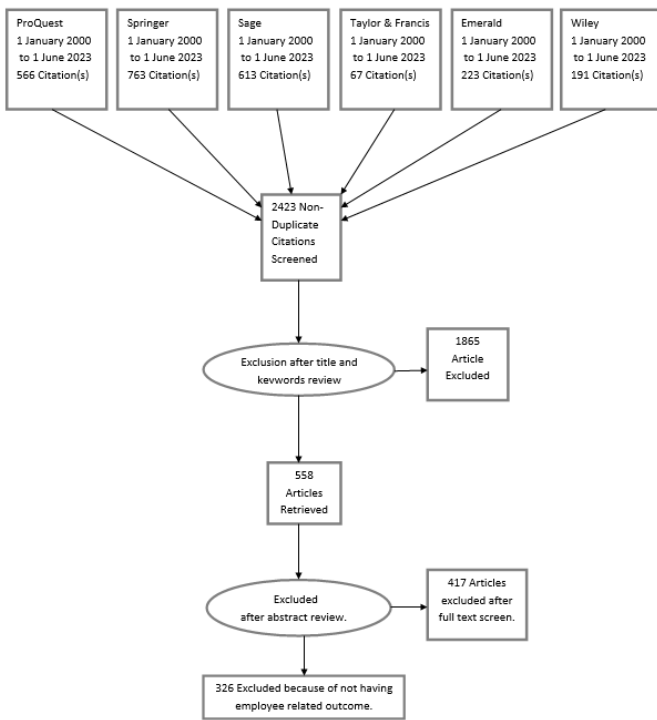 ProQuest
1 January 2000
to 1 June 2023
566 Citation(s)
Springer
1 January 2000
to 1 June 2023
763 Citation(s)
Sage
1 January 2000
to 1 June 2023
613 Citation(s)
Taylor & Francis
1 January 2000
to 1 June 2023
67 Citation(s)
Emerald
1 January 2000
to 1 June 2023
223 Citation(s)
Wiley
1 January 2000
to 1 June 2023
191 Citation(s)
2423 Non-
Duplicate
Citations
Screened
Exclusion after title and
kevwords review
1865
Article
Excluded
558
Articles
Retrieved
Excluded
after abstract review.
417 Articles
excluded after
full text screen.
326 Excluded because of not having
employee related outcome.